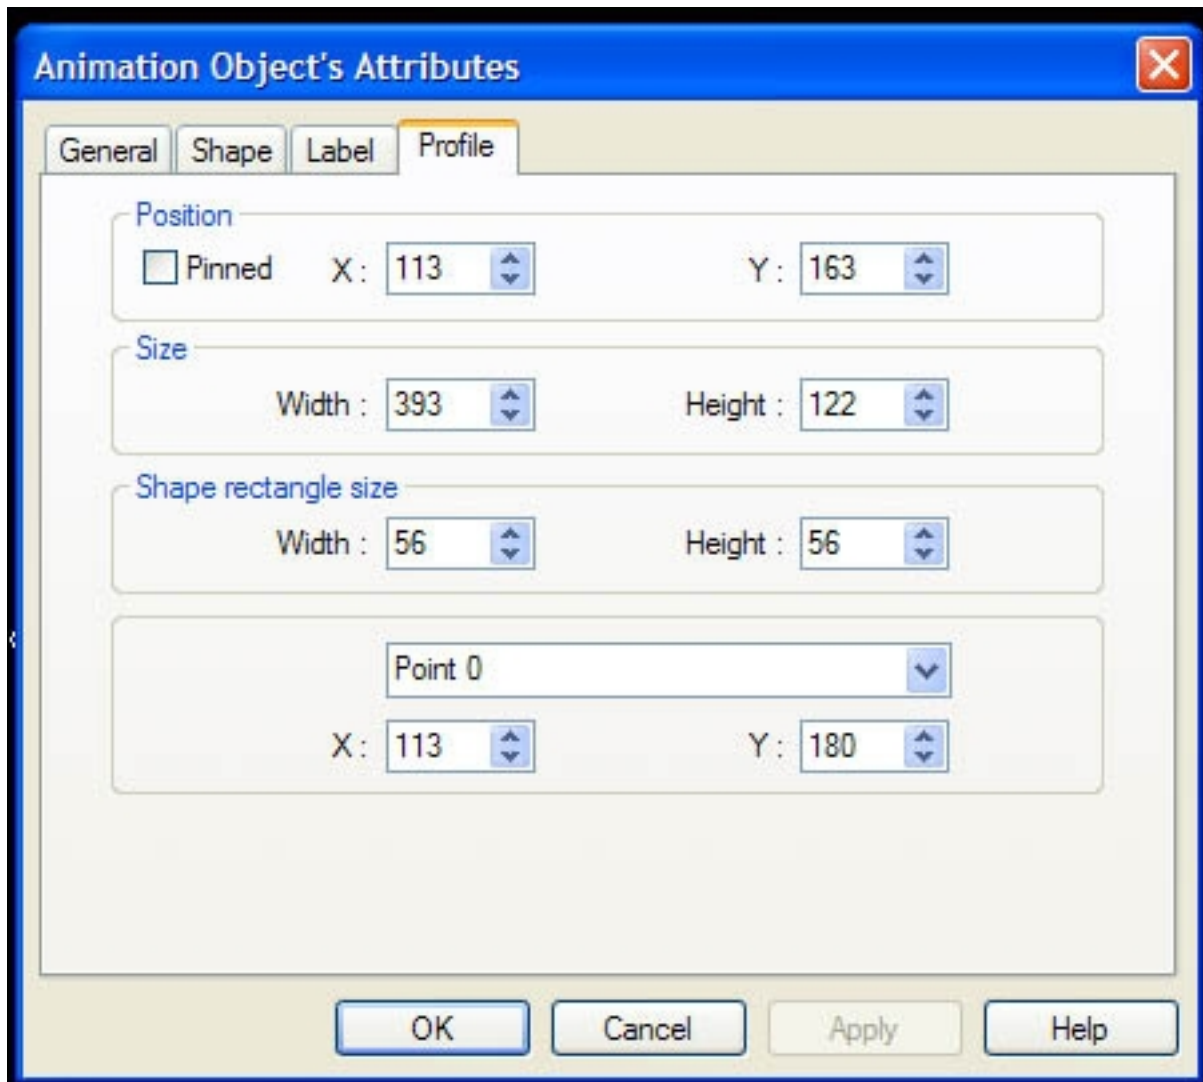 Animation Object's Attributes
General Shape Label Profile
Position
Pinned X : 113 Y : 163
Size
Width : 393 Height : 122
Shape rectangle size
Width : 56 Height : 56
Point 0
X : 113 Y : 180
OK Cancel Apply Help